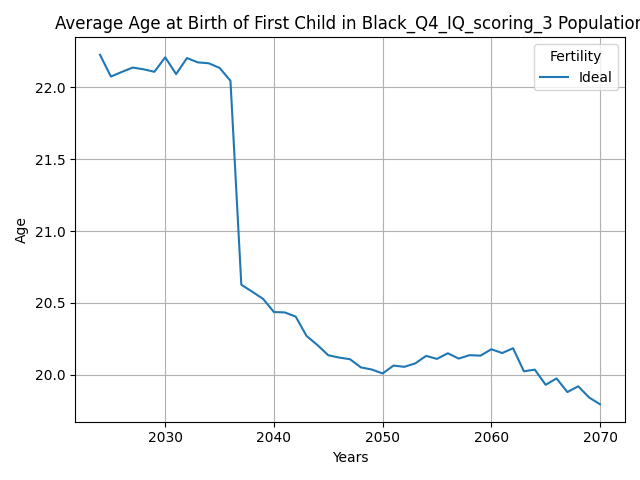 Average Age at Birth of First Child in Black_Q4_IQ_scoring_3 Population
Fertility
Ideal
22.0
21.5
21.0
20.5
20.0
Age
2030
2040
2050
2060
2070
Years